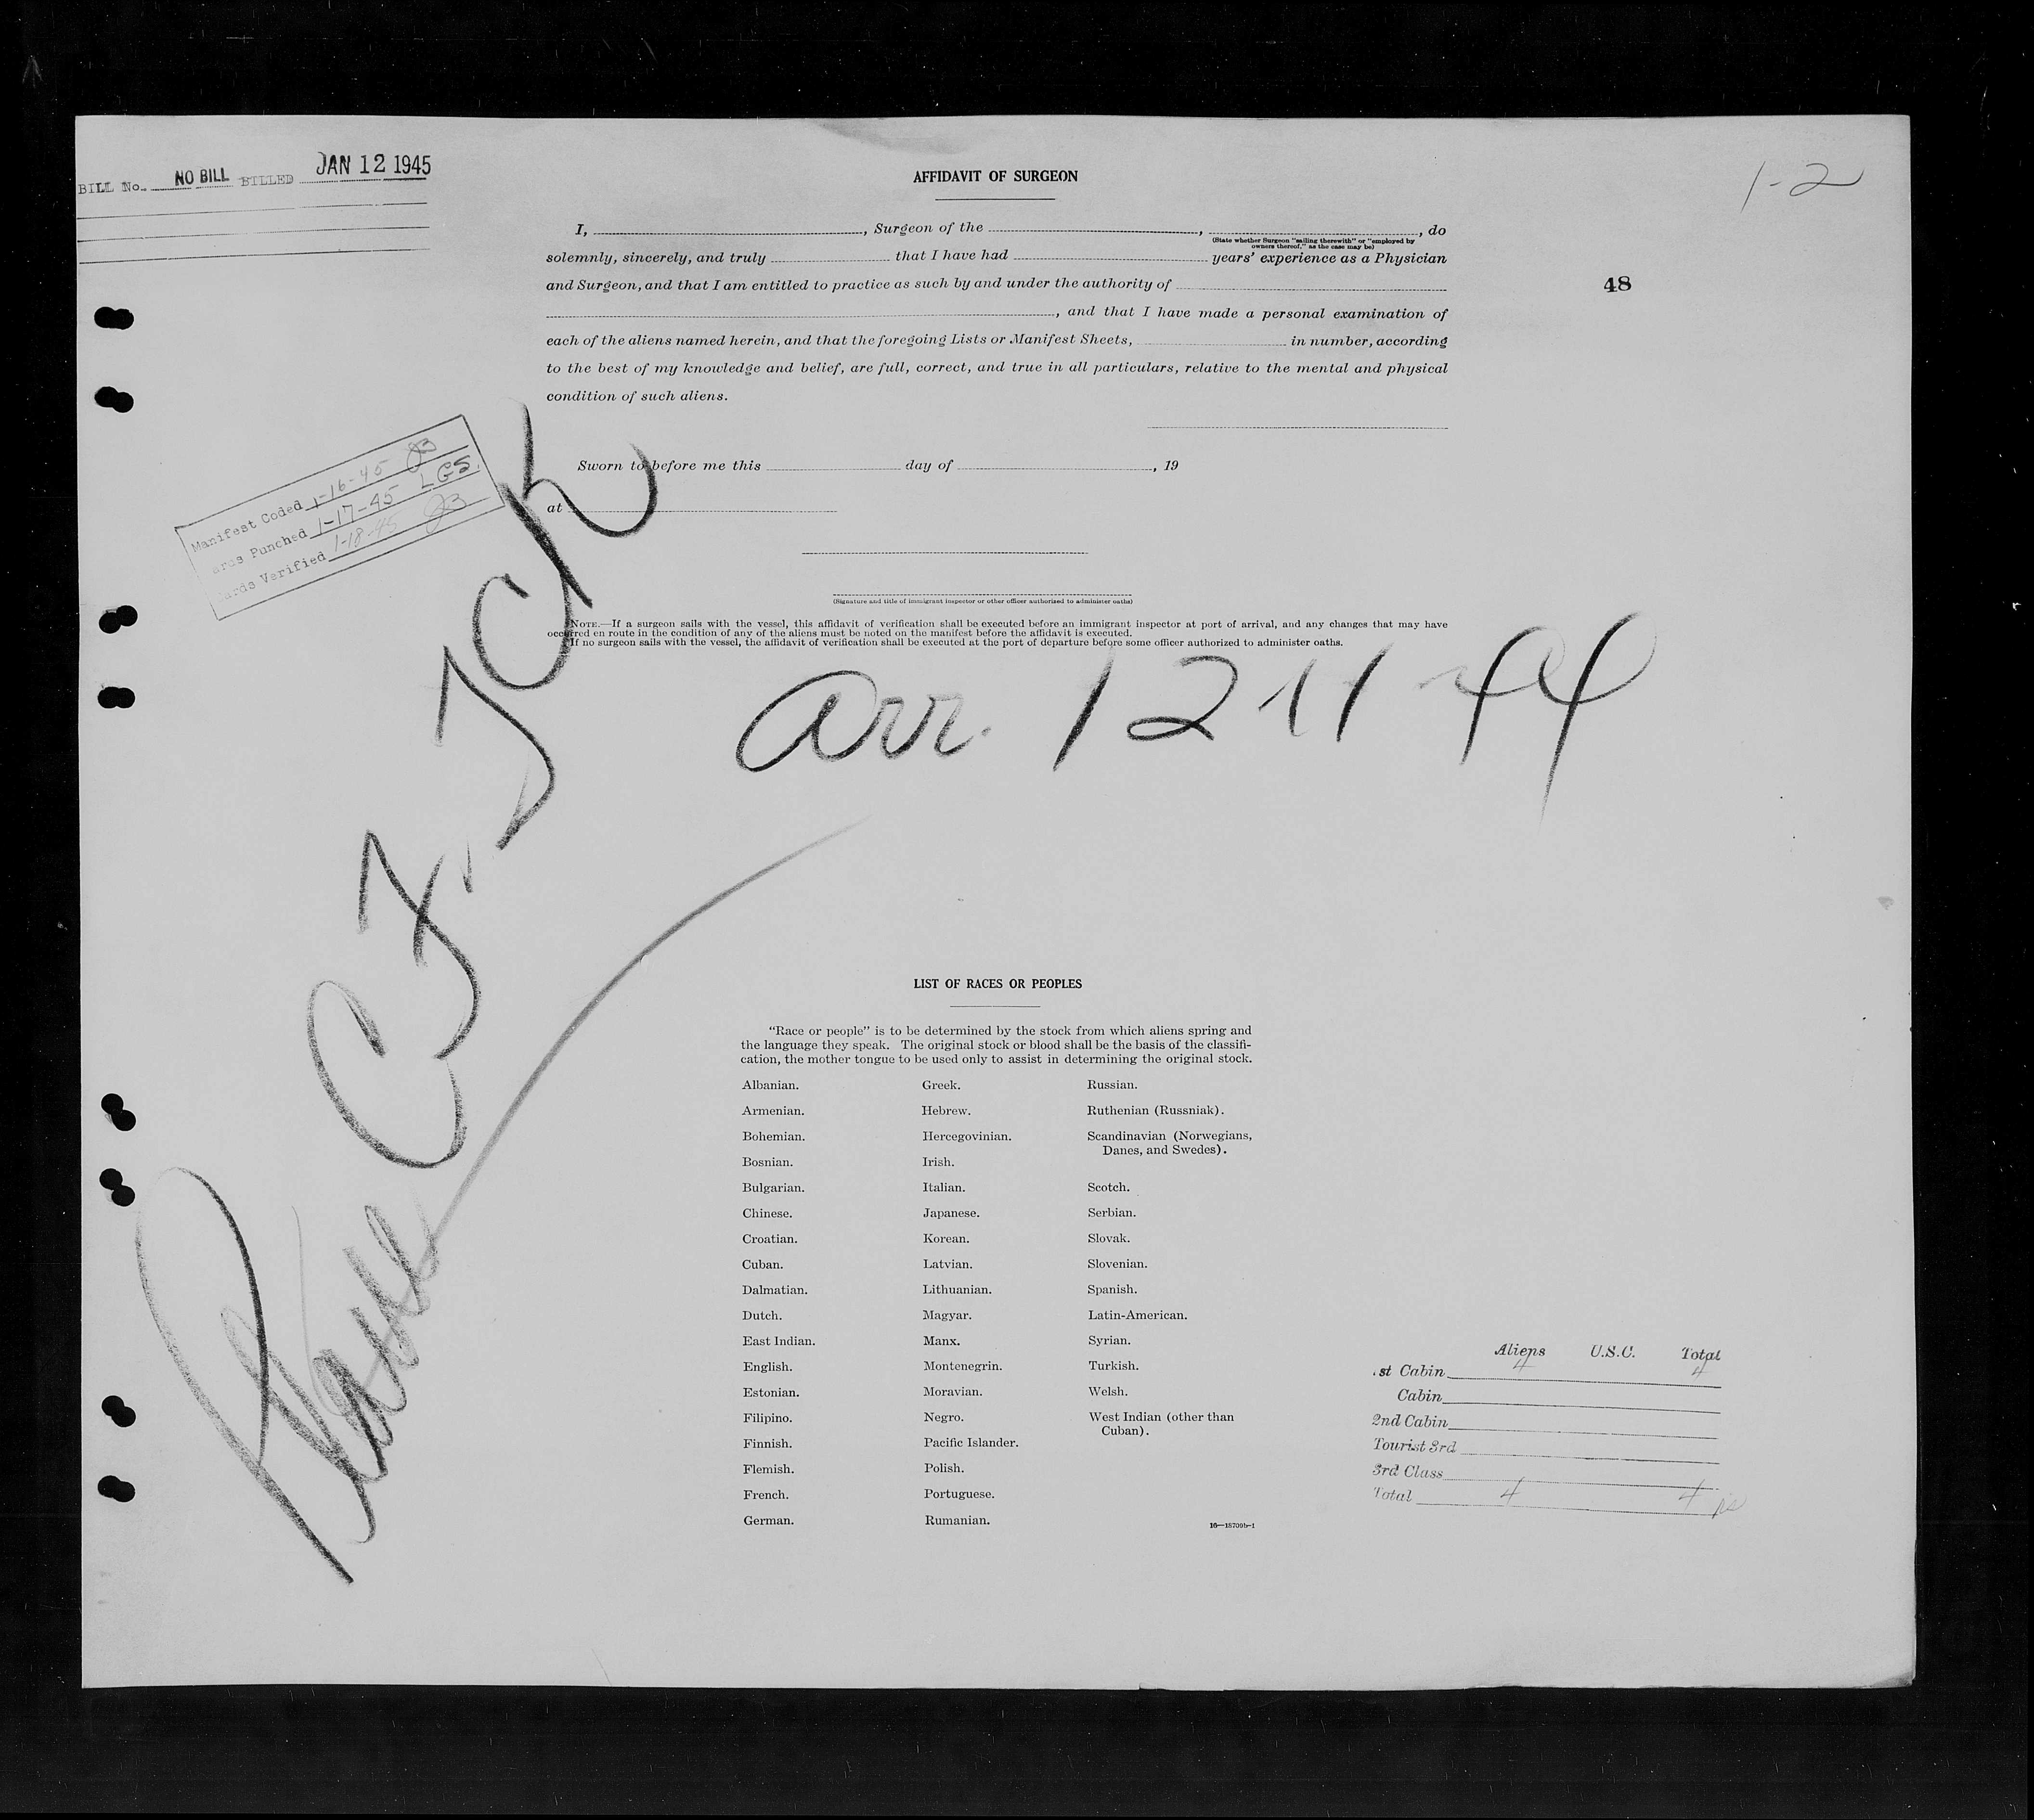 BILL No. NO BILL BILLED JAN 12 1945
1-2
48
AFFIDAVIT OF SURGEON
I, , Surgeon of the , , do
(State whether Surgeon "sailing therewith" or "employed by
owners thereof," as the case may be)
solemnly, sincerely, and truly that I have had years' experience as a Physician
and Surgeon, and that I am entitled to practice as such by and under the authority of
, and that I have made a personal examination of
each of the aliens named herein, and that the foregoing Lists or Manifest Sheets, in number, according
to the best of my knowledge and belief, are full, correct, and true in all particulars, relative to the mental and physical
condition of such aliens.
Sworn to before me this day of , 19
at
(Signature and title of immigrant inspector or other officer authorized to administer oaths)
NOTE.—If a surgeon sails with the vessel, this affidavit of verification shall be executed before an immigrant inspector at port of arrival, and any changes that may have
occurred en route in the condition of any of the aliens must be noted on the manifest before the affidavit is executed.
If no surgeon sails with the vessel, the affidavit of verification shall be executed at the port of departure before some officer authorized to administer oaths.
Manifest Coded 1-16-45
ards Punched 1-17-45 LGS
ards Verified 1-18-45
Plane CF. TCK
arr. 12 11 44
LIST OF RACES OR PEOPLES
"Race or people" is to be determined by the stock from which aliens spring and
the language they speak. The original stock or blood shall be the basis of the classifi-
cation, the mother tongue to be used only to assist in determining the original stock.
Albanian.
Armenian.
Bohemian.
Bosnian.
Bulgarian.
Chinese.
Croatian.
Cuban.
Dalmatian.
Dutch.
East Indian.
English.
Estonian.
Filipino.
Finnish.
Flemish.
French.
German.
Greek.
Hebrew.
Hercegovinian.
Irish.
Italian.
Japanese.
Korean.
Latvian.
Lithuanian.
Magyar.
Manx.
Montenegrin.
Moravian.
Negro.
Pacific Islander.
Polish.
Portuguese.
Rumanian.
Russian.
Ruthenian (Russniak).
Scandinavian (Norwegians,
Danes, and Swedes).
Scotch.
Serbian.
Slovak.
Slovenian.
Spanish.
Latin-American.
Syrian.
Turkish.
Welsh.
West Indian (other than
Cuban).
16—18700b-1
Aliens U.S.C. Total
st Cabin 4 4
Cabin
2nd Cabin
Tourist 3rd
3rd Class
Total 4 4